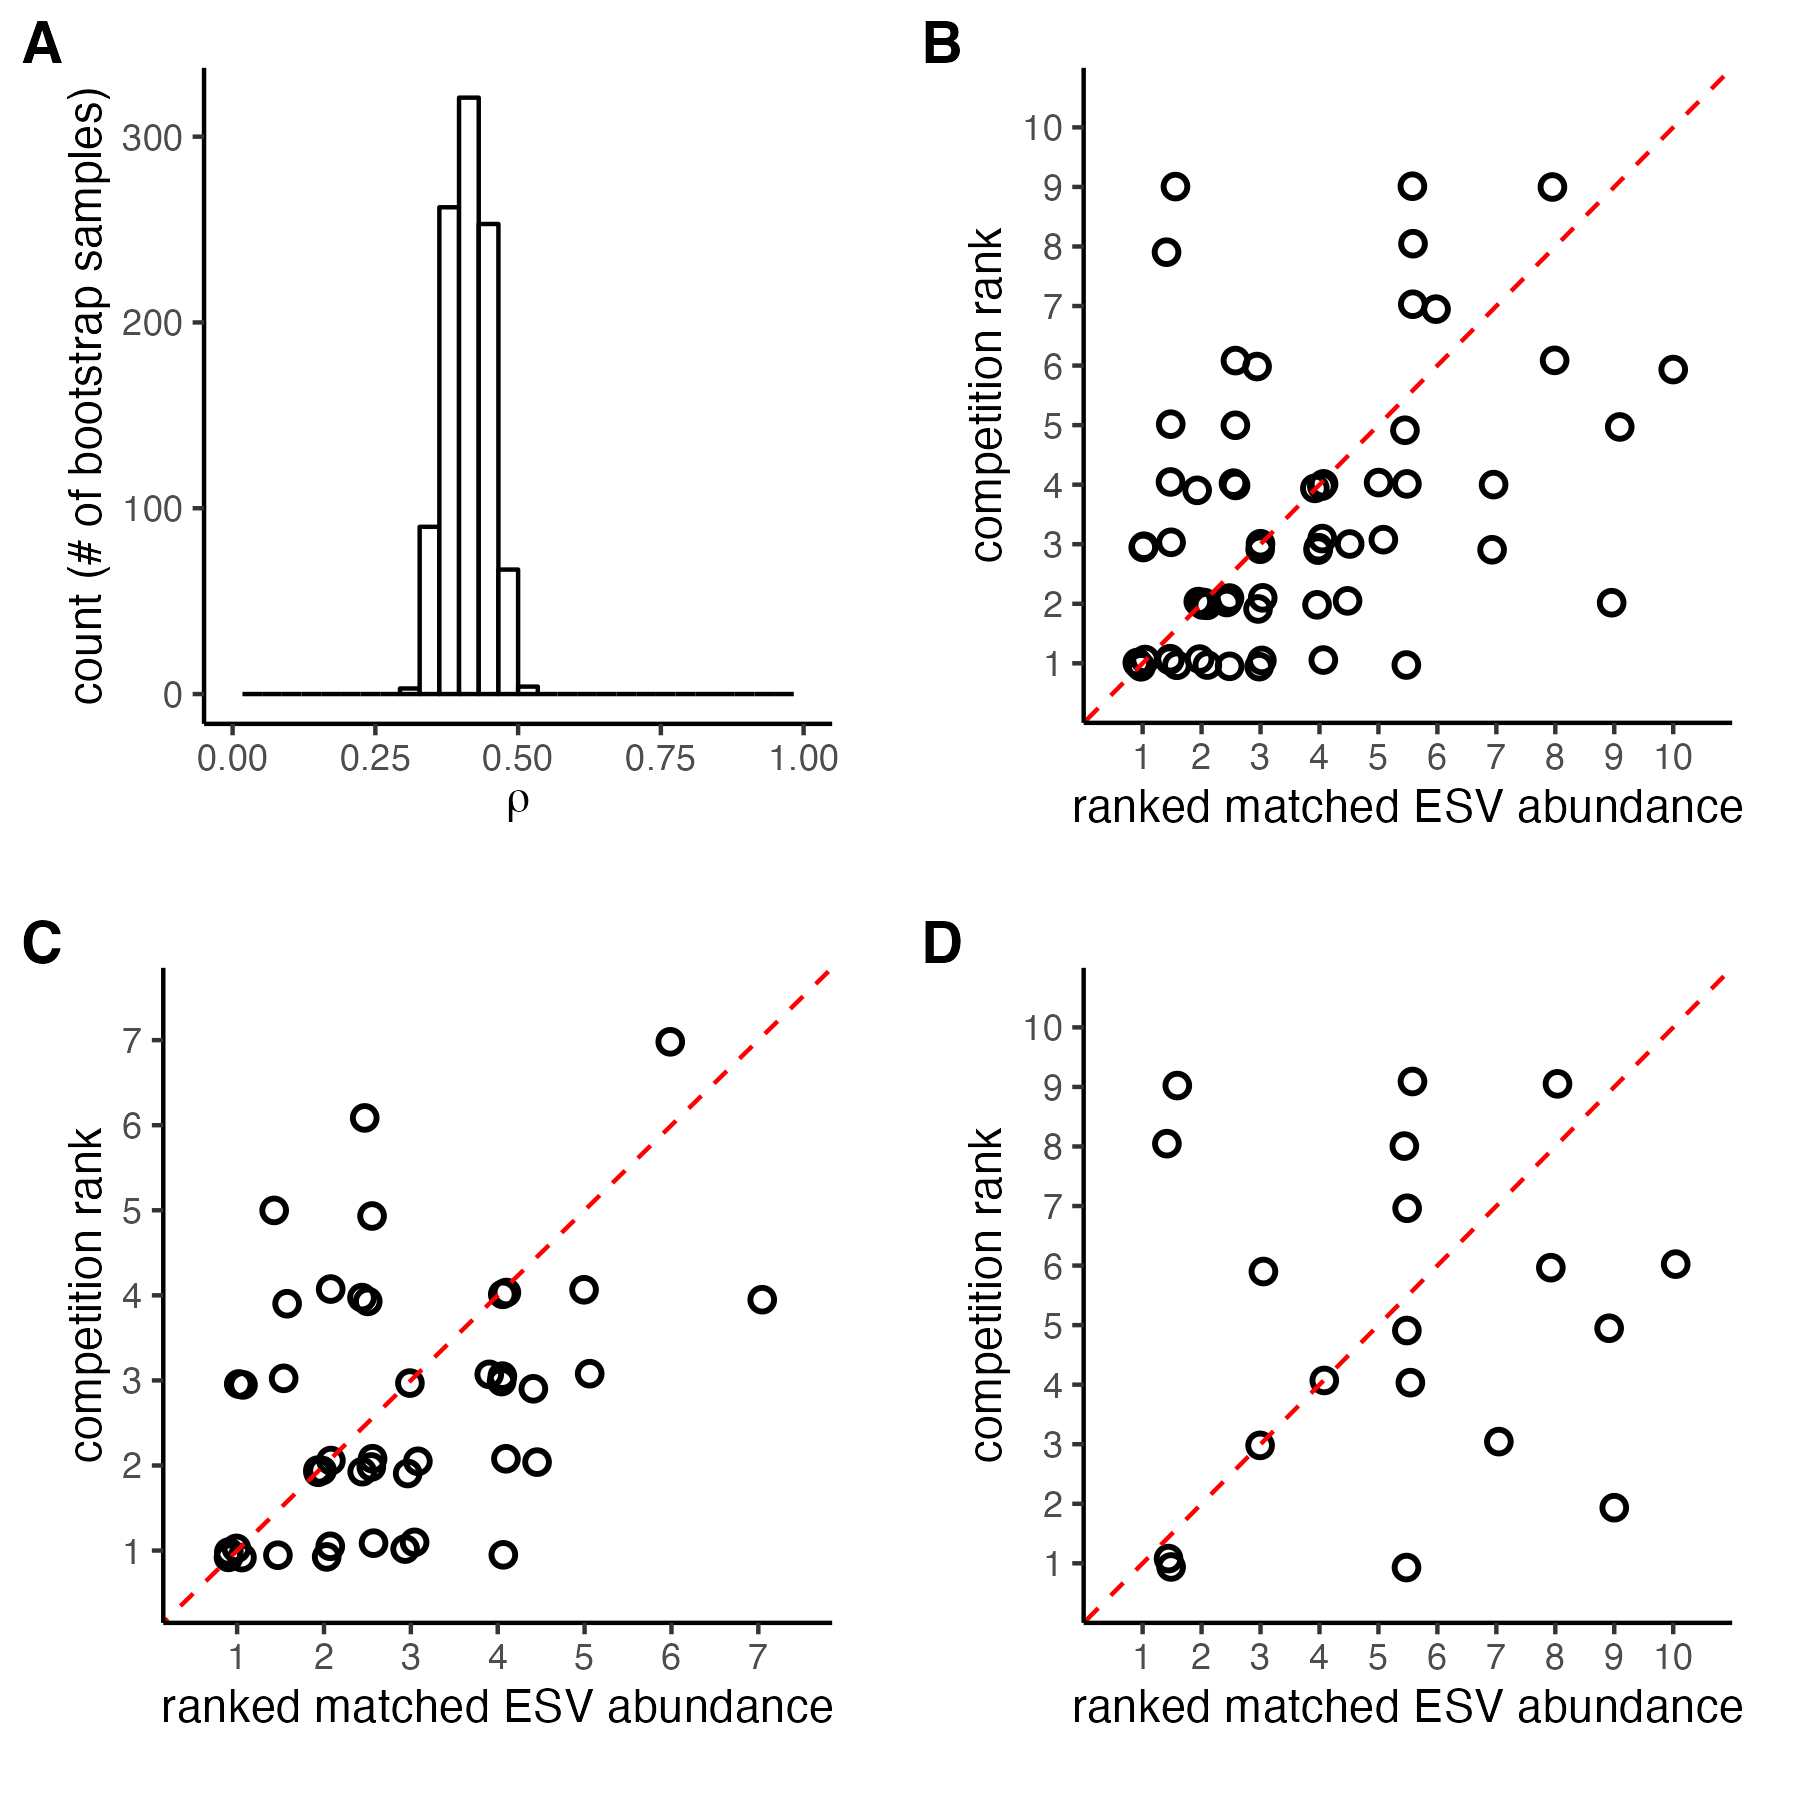 A
count (# of bootstrap samples)
300
200
100
0
0.00 0.25 0.50 0.75 1.00
ρ
B
competition rank
10
9
8
7
6
5
4
3
2
1
1 2 3 4 5 6 7 8 9 10
ranked matched ESV abundance
C
competition rank
7
6
5
4
3
2
1
1 2 3 4 5 6 7
ranked matched ESV abundance
D
competition rank
10
9
8
7
6
5
4
3
2
1
1 2 3 4 5 6 7 8 9 10
ranked matched ESV abundance